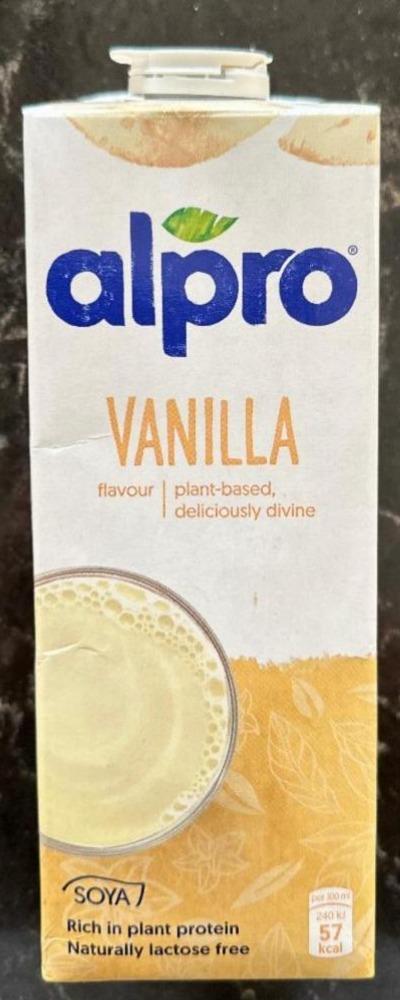 alpro®
VANILLA
flavour | plant-based,
deliciously divine
SOYA
Rich in plant protein
Naturally lactose free
per 100 ml
240 kJ
57
kcal